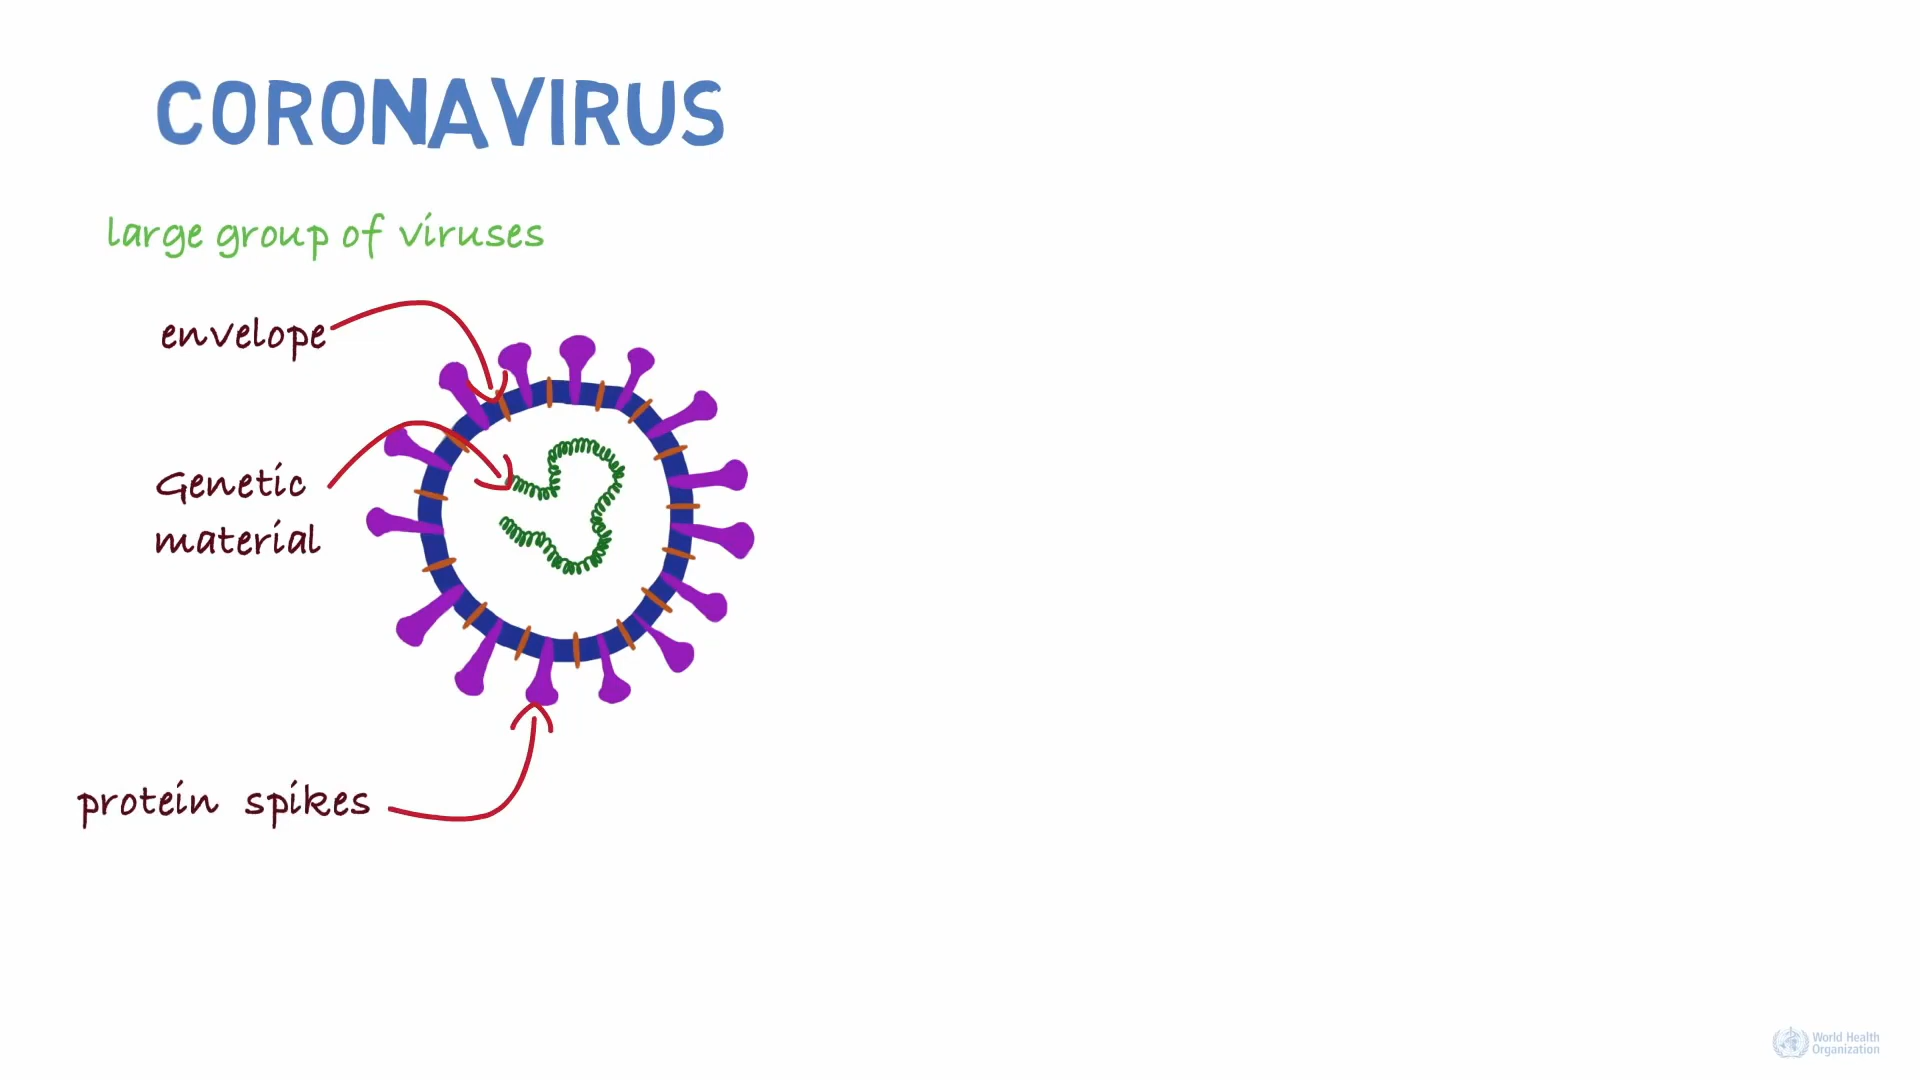 CORONAVIRUS
large group of viruses
envelope
Genetic
material
protein spikes
World Health
Organization